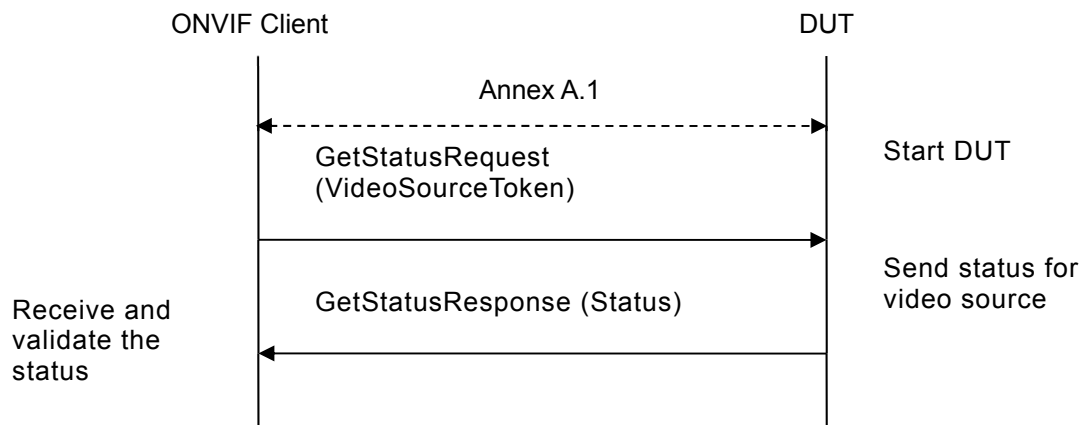 ONVIF Client
DUT
Annex A.1
Start DUT
GetStatusRequest
(VideoSourceToken)
Send status for
video source
GetStatusResponse (Status)
Receive and
validate the
status